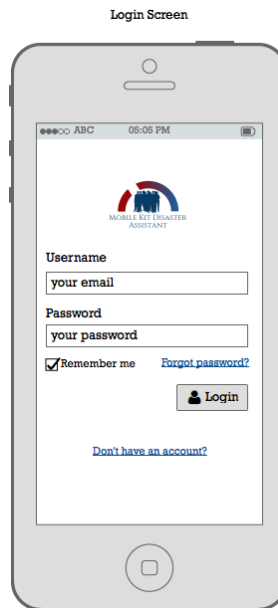 Login Screen
ABC 05:05 PM
MOBILE KIT DISASTER
ASSISTANT
Username
your email
Password
your password
Remember me Forgot password?
Login
Don't have an account?